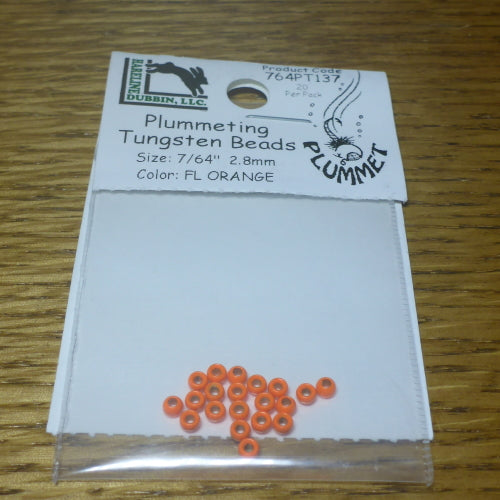 HARELINE
DUBBIN, LLC.
Product Code
764PT137
20
Per Pack
Plummeting
Tungsten Beads
Size: 7/64" 2.8mm
Color: FL ORANGE
PLUMMET